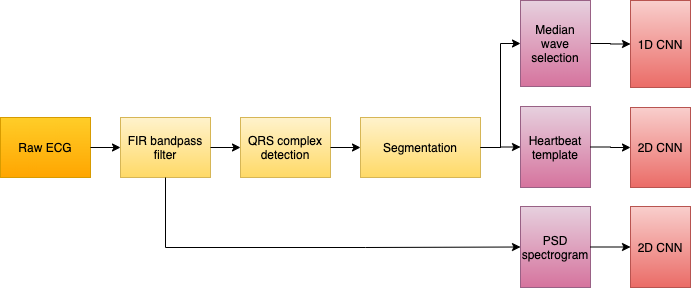 Median
wave
selection
1D CNN
Raw ECG
FIR bandpass
filter
QRS complex
detection
Segmentation
Heartbeat
template
2D CNN
PSD
spectrogram
2D CNN